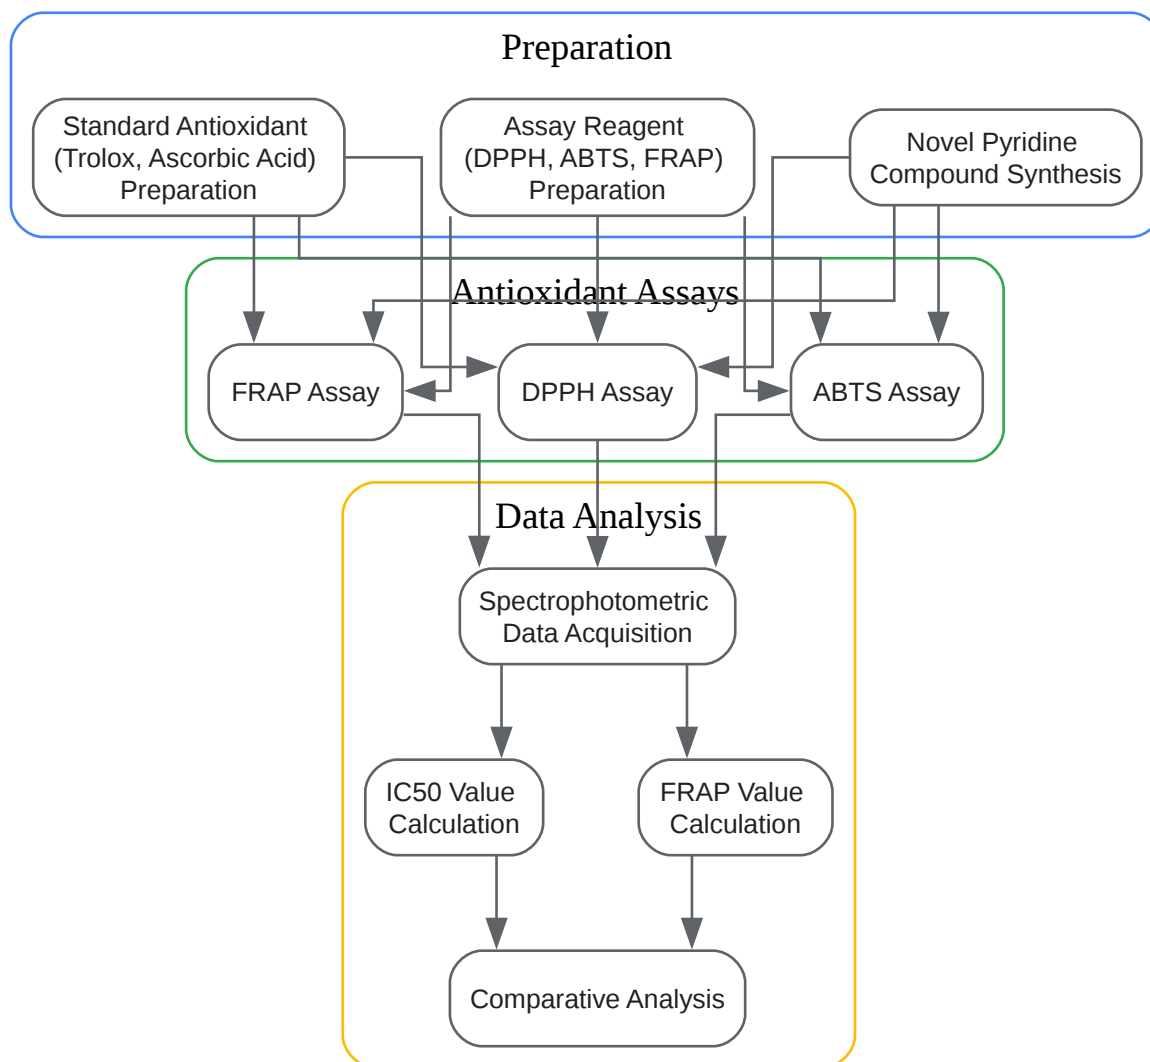 Preparation
Standard Antioxidant
(Trolox, Ascorbic Acid)
Preparation
Assay Reagent
(DPPH, ABTS, FRAP)
Preparation
Novel Pyridine
Compound Synthesis
Antioxidant Assays
FRAP Assay
DPPH Assay
ABTS Assay
Data Analysis
Spectrophotometric
Data Acquisition
IC50 Value
Calculation
FRAP Value
Calculation
Comparative Analysis